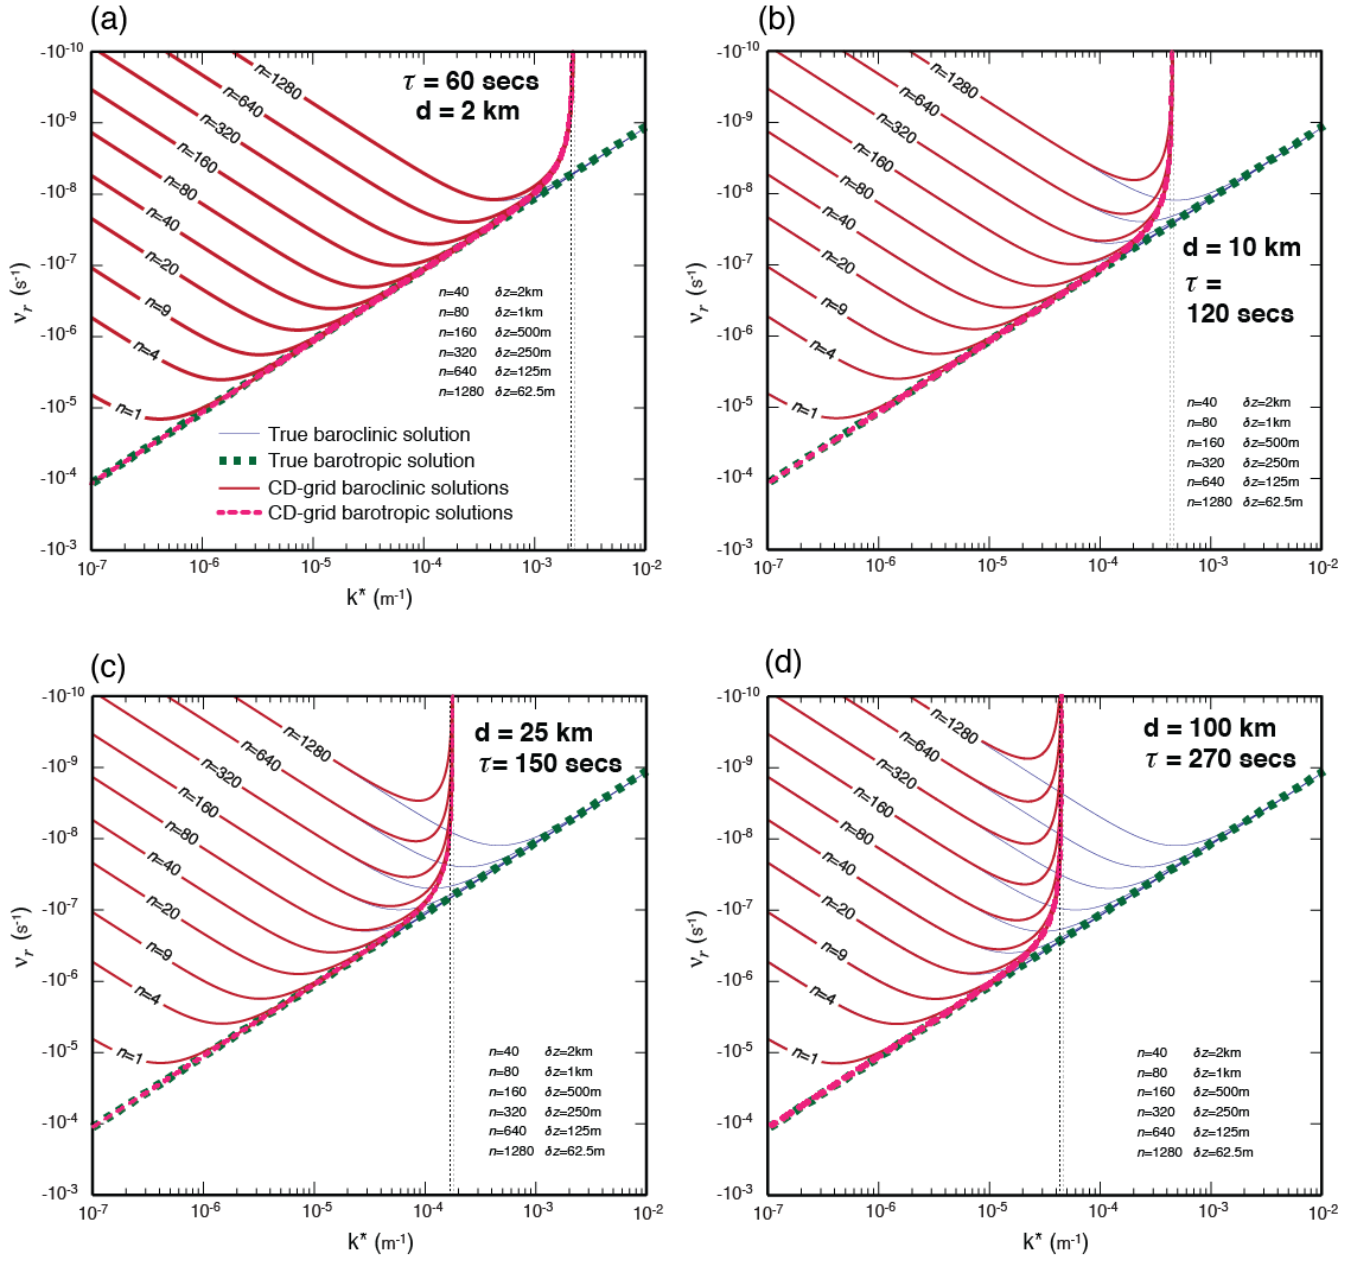 (a)
τ = 60 secs
d = 2 km
-10-10
-10-9
-10-8
-10-7
-10-6
-10-5
-10-4
-10-3
νr (s-1)
n=1280
n=640
n=320
n=160
n=80
n=40
n=20
n=9
n=4
n=1
n=40 δz=2km
n=80 δz=1km
n=160 δz=500m
n=320 δz=250m
n=640 δz=125m
n=1280 δz=62.5m
True baroclinic solution
True barotropic solution
CD-grid baroclinic solutions
CD-grid barotropic solutions
10-7
10-6
10-5
10-4
10-3
10-2
k* (m-1)
(b)
d = 10 km
τ =
120 secs
-10-10
-10-9
-10-8
-10-7
-10-6
-10-5
-10-4
-10-3
νr (s-1)
n=1280
n=640
n=320
n=160
n=80
n=40
n=20
n=9
n=4
n=1
n=40 δz=2km
n=80 δz=1km
n=160 δz=500m
n=320 δz=250m
n=640 δz=125m
n=1280 δz=62.5m
10-7
10-6
10-5
10-4
10-3
10-2
k* (m-1)
(c)
d = 25 km
τ= 150 secs
-10-10
-10-9
-10-8
-10-7
-10-6
-10-5
-10-4
-10-3
νr (s-1)
n=1280
n=640
n=320
n=160
n=80
n=40
n=20
n=9
n=4
n=1
n=40 δz=2km
n=80 δz=1km
n=160 δz=500m
n=320 δz=250m
n=640 δz=125m
n=1280 δz=62.5m
10-7
10-6
10-5
10-4
10-3
10-2
k* (m-1)
(d)
d = 100 km
τ = 270 secs
-10-10
-10-9
-10-8
-10-7
-10-6
-10-5
-10-4
-10-3
νr (s-1)
n=1280
n=640
n=320
n=160
n=80
n=40
n=20
n=9
n=4
n=1
n=40 δz=2km
n=80 δz=1km
n=160 δz=500m
n=320 δz=250m
n=640 δz=125m
n=1280 δz=62.5m
10-7
10-6
10-5
10-4
10-3
10-2
k* (m-1)